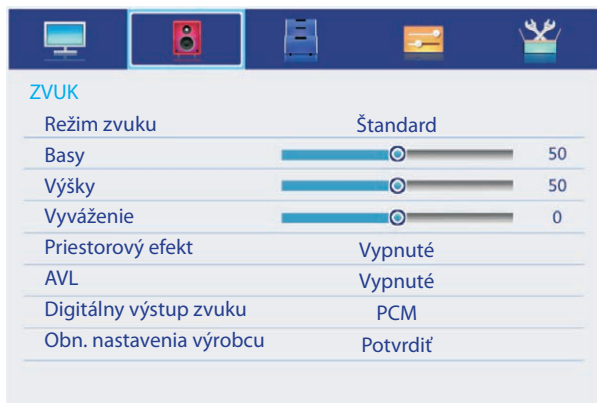 ZVUK
Režim zvuku Štandard
Basy 50
Výšky 50
Vyváženie 0
Priestorový efekt Vypnuté
AVL Vypnuté
Digitálny výstup zvuku PCM
Obn. nastavenia výrobcu Potvrdiť